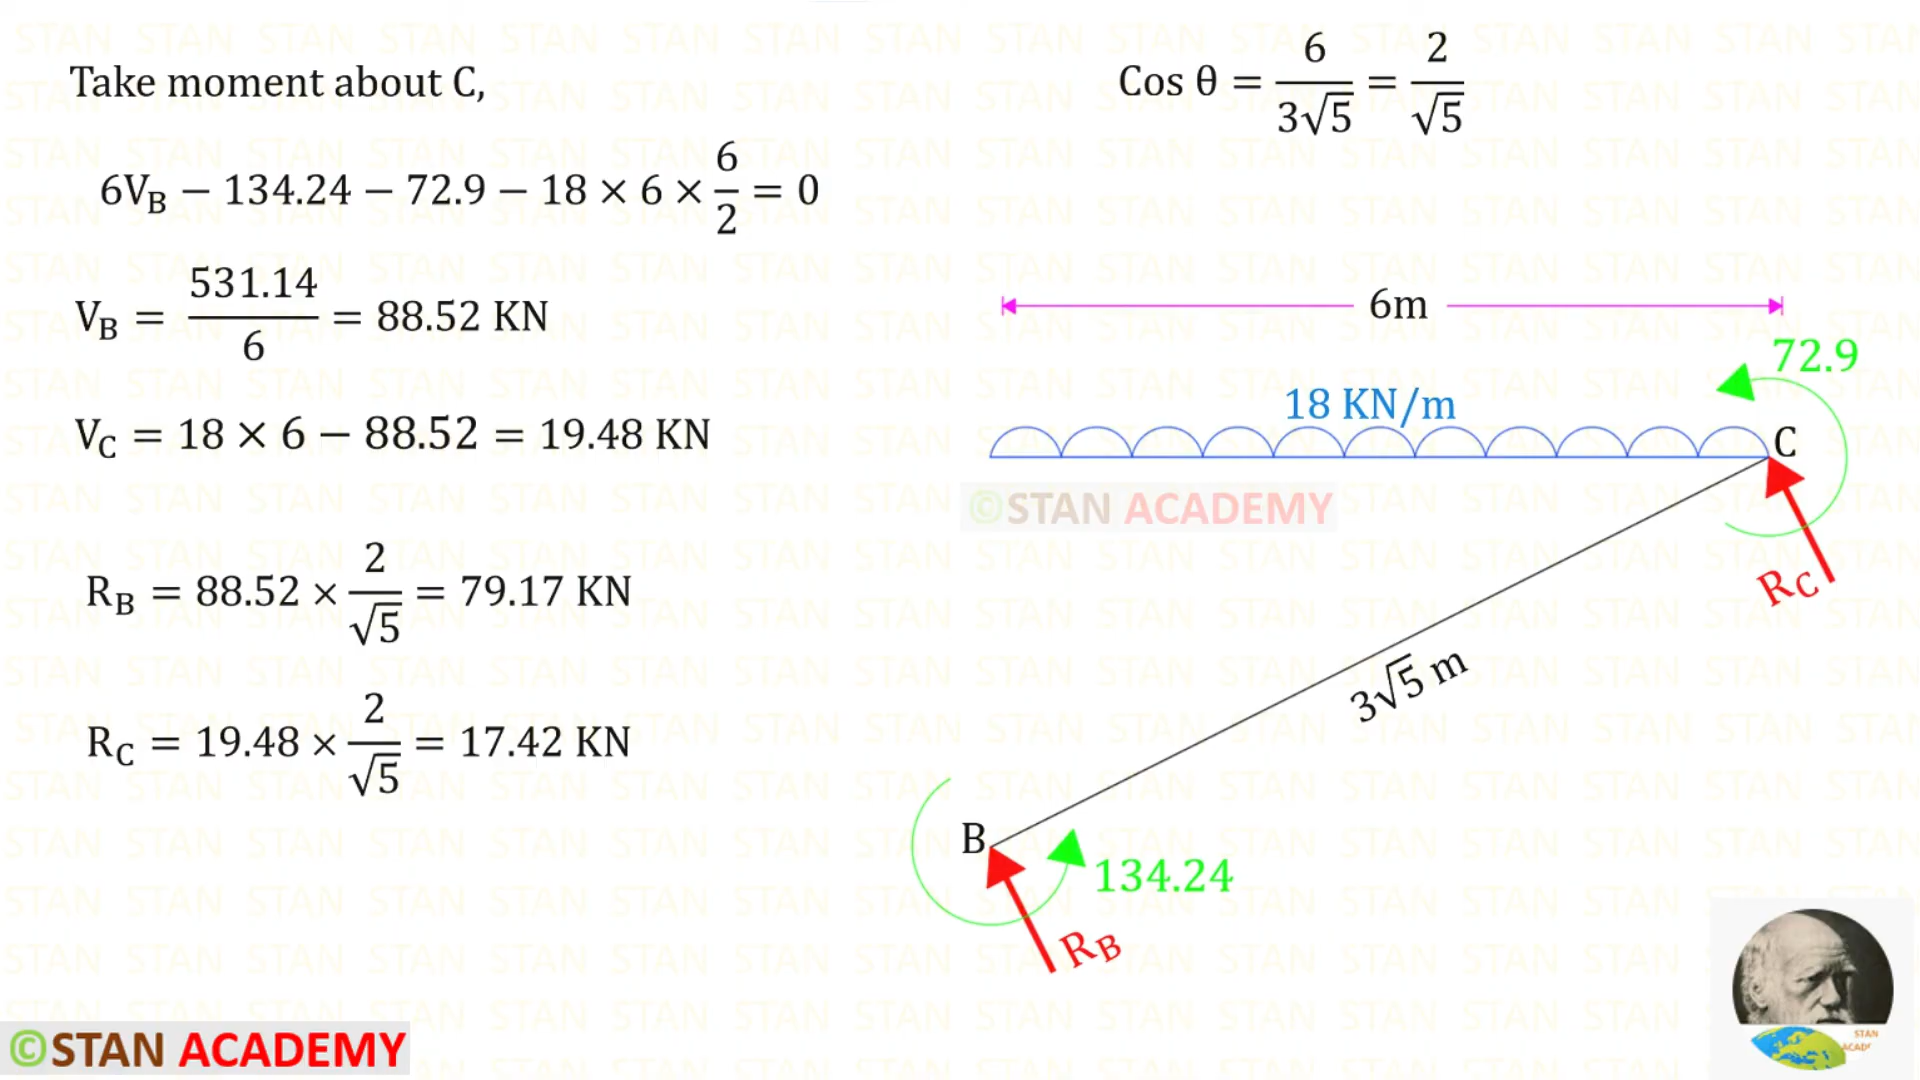 Take moment about C,
6V_B − 134.24 − 72.9 − 18 × 6 × 6/2 = 0
V_B = 531.14/6 = 88.52 KN
V_C = 18 × 6 − 88.52 = 19.48 KN
R_B = 88.52 × 2/√5 = 79.17 KN
R_C = 19.48 × 2/√5 = 17.42 KN
Cos θ = 6/3√5 = 2/√5
6m
72.9
18 KN/m
C
©STAN ACADEMY
R_C
3√5 m
B
134.24
R_B
©STAN ACADEMY
STAN